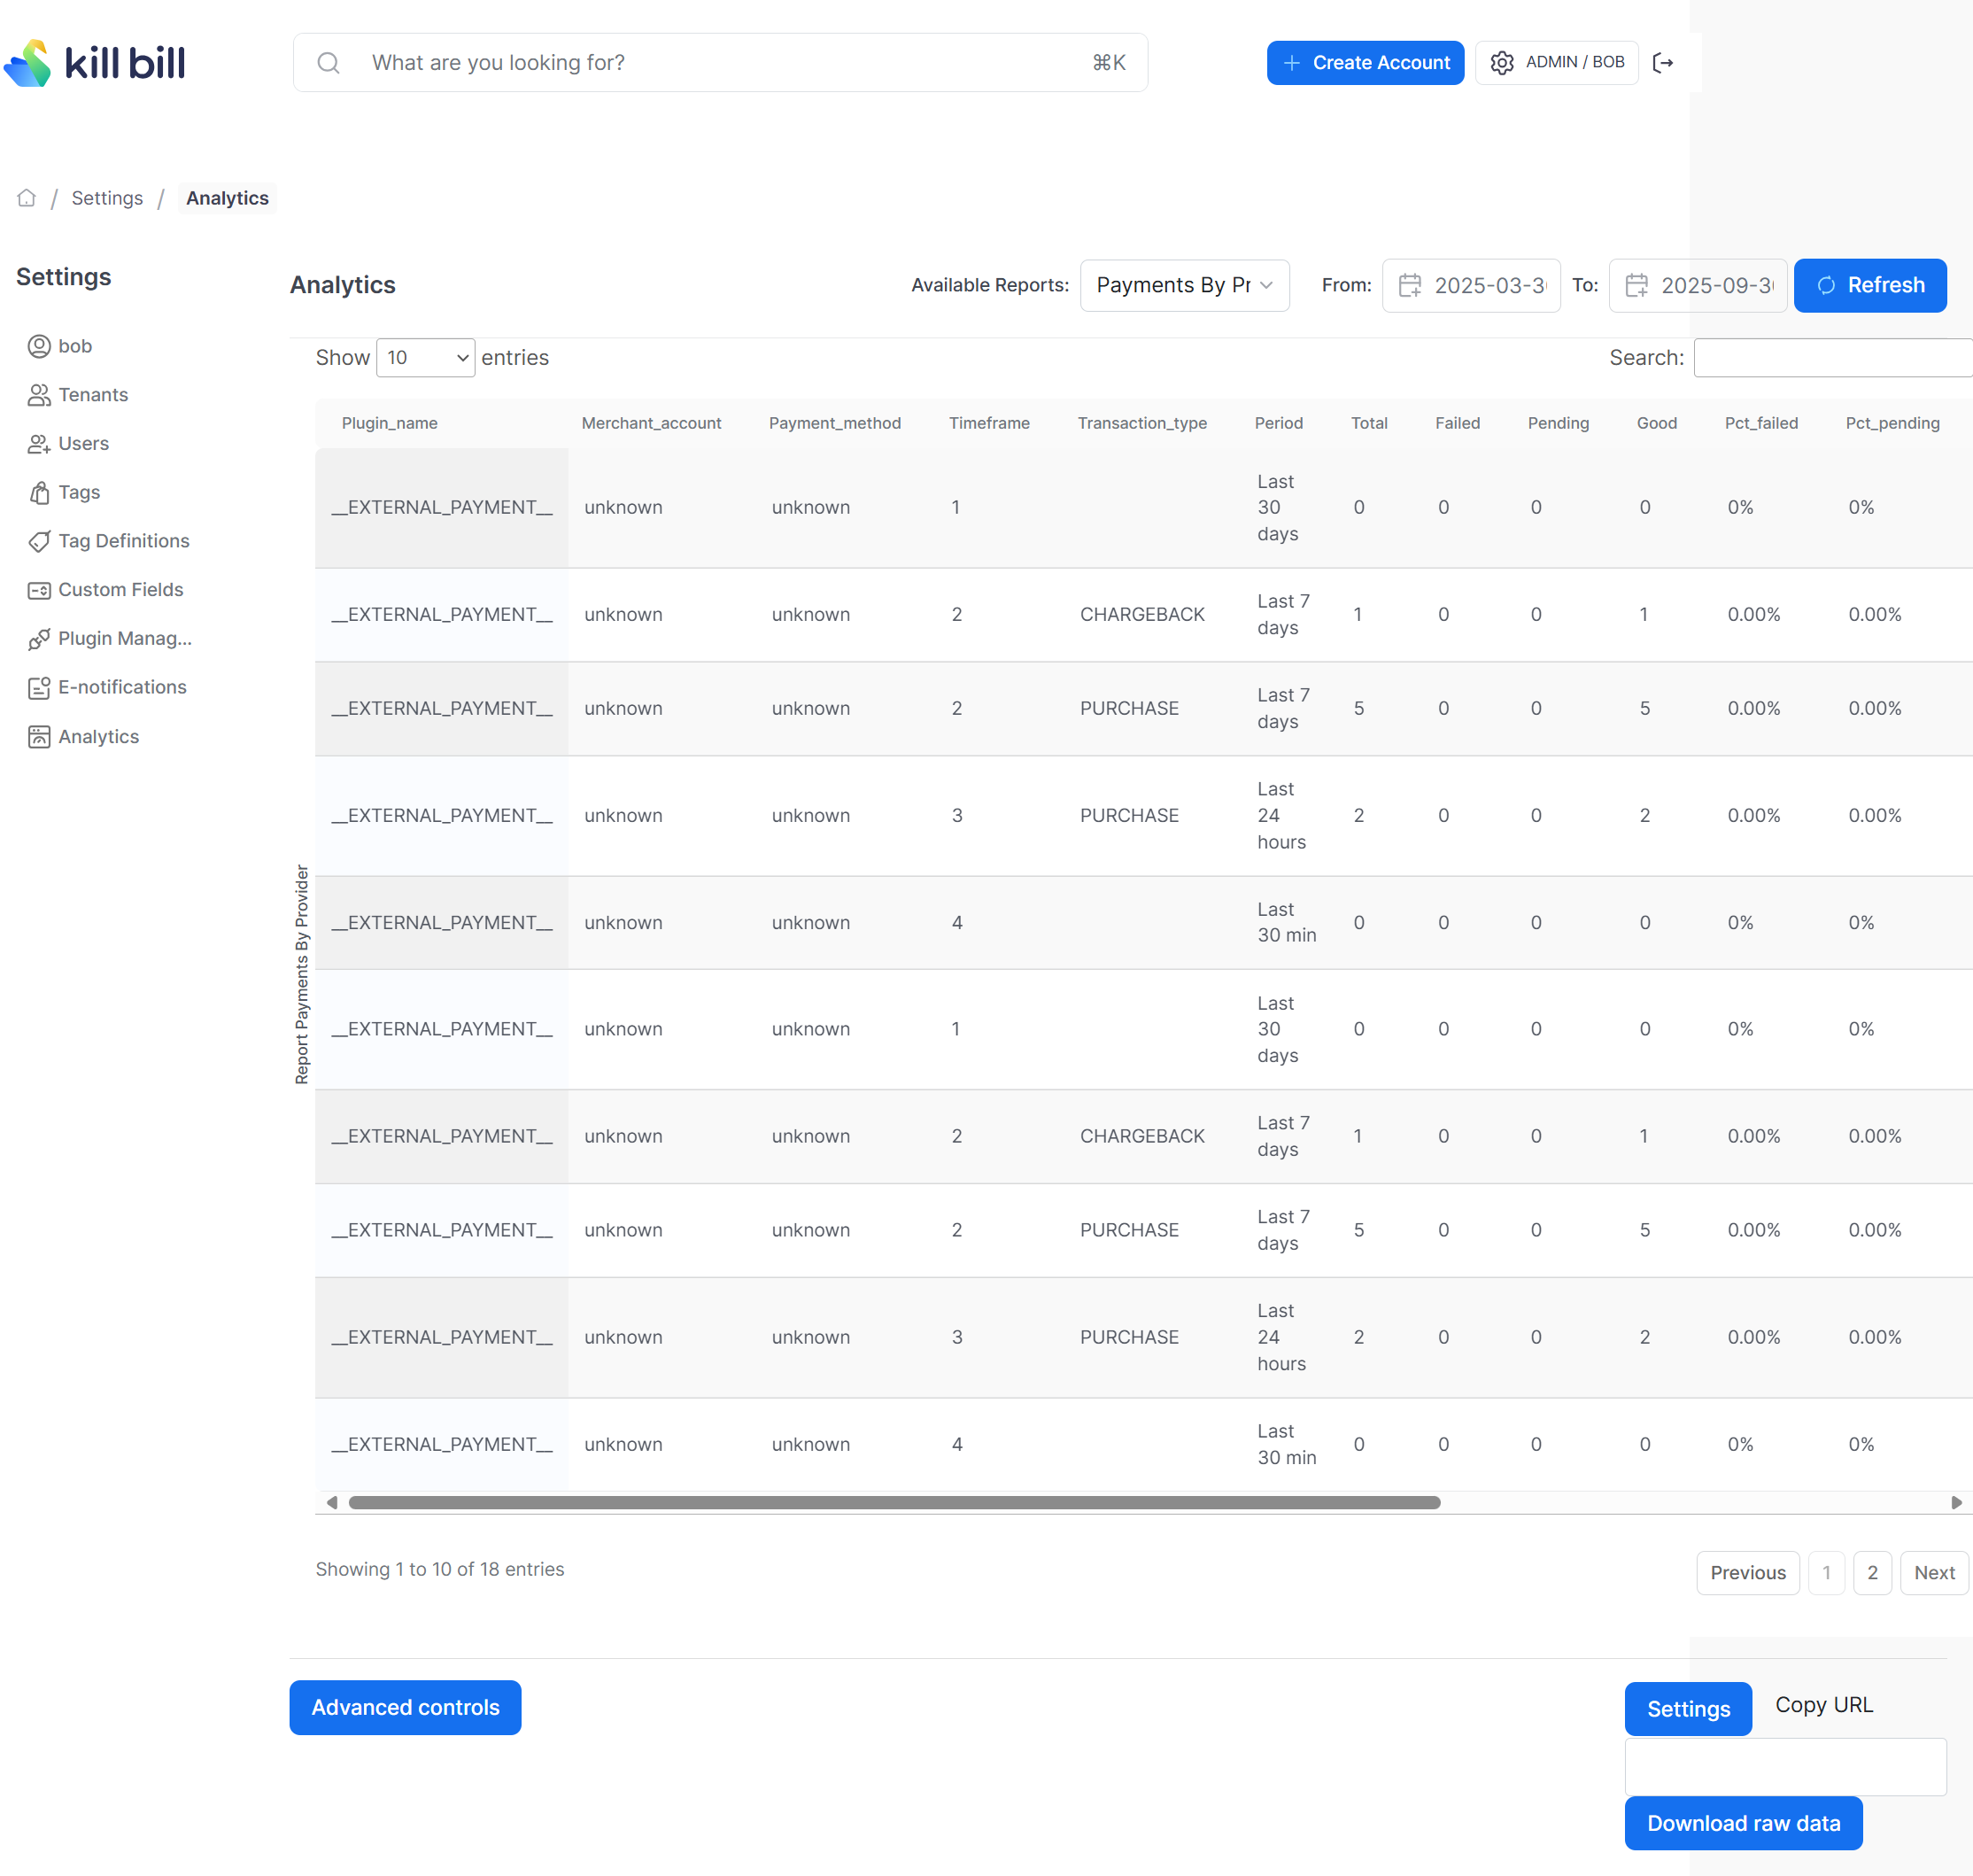 kill bill
What are you looking for?
⌘K
Create Account
ADMIN / BOB
/ Settings / Analytics
Settings
bob
Tenants
Users
Tags
Tag Definitions
Custom Fields
Plugin Manag...
E-notifications
Analytics
Analytics
Available Reports:
Payments By Pr
From:
2025-03-3
To:
2025-09-3
Refresh
Show 10 entries
Search:
Report Payments By Provider
Plugin_name Merchant_account Payment_method Timeframe Transaction_type Period Total Failed Pending Good Pct_failed Pct_pending
__EXTERNAL_PAYMENT__ unknown unknown 1 Last 30 days 0 0 0 0 0% 0%
__EXTERNAL_PAYMENT__ unknown unknown 2 CHARGEBACK Last 7 days 1 0 0 1 0.00% 0.00%
__EXTERNAL_PAYMENT__ unknown unknown 2 PURCHASE Last 7 days 5 0 0 5 0.00% 0.00%
__EXTERNAL_PAYMENT__ unknown unknown 3 PURCHASE Last 24 hours 2 0 0 2 0.00% 0.00%
__EXTERNAL_PAYMENT__ unknown unknown 4 Last 30 min 0 0 0 0 0% 0%
__EXTERNAL_PAYMENT__ unknown unknown 1 Last 30 days 0 0 0 0 0% 0%
__EXTERNAL_PAYMENT__ unknown unknown 2 CHARGEBACK Last 7 days 1 0 0 1 0.00% 0.00%
__EXTERNAL_PAYMENT__ unknown unknown 2 PURCHASE Last 7 days 5 0 0 5 0.00% 0.00%
__EXTERNAL_PAYMENT__ unknown unknown 3 PURCHASE Last 24 hours 2 0 0 2 0.00% 0.00%
__EXTERNAL_PAYMENT__ unknown unknown 4 Last 30 min 0 0 0 0 0% 0%
Showing 1 to 10 of 18 entries
Previous 1 2 Next
Advanced controls
Settings
Copy URL
Download raw data